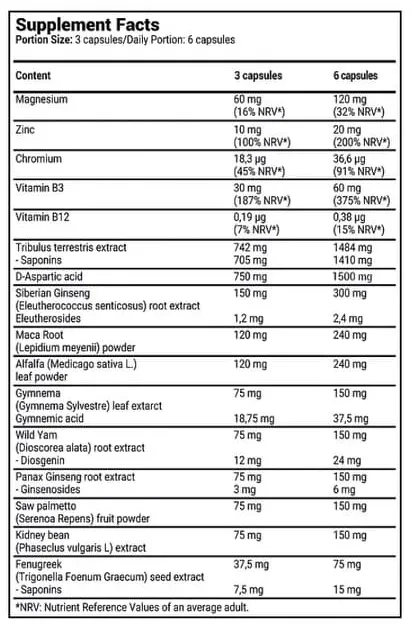 Supplement Facts
Portion Size: 3 capsules/Daily Portion: 6 capsules
Content 3 capsules 6 capsules
Magnesium 60 mg 120 mg
(16% NRV*) (32% NRV*)
Zinc 10 mg 20 mg
(100% NRV*) (200% NRV*)
Chromium 18,3 µg 36,6 µg
(45% NRV*) (91% NRV*)
Vitamin B3 30 mg 60 mg
(187% NRV*) (375% NRV*)
Vitamin B12 0,19 µg 0,38 µg
(7% NRV*) (15% NRV*)
Tribulus terrestris extract 742 mg 1484 mg
- Saponins 705 mg 1410 mg
D-Aspartic acid 750 mg 1500 mg
Siberian Ginseng 150 mg 300 mg
(Eleutherococcus senticosus) root extract
Eleutherosides 1,2 mg 2,4 mg
Maca Root 120 mg 240 mg
(Lepidium meyenii) powder
Alfalfa (Medicago sativa L.) 120 mg 240 mg
leaf powder
Gymnema 75 mg 150 mg
(Gymnema Sylvestre) leaf extarct
Gymnemic acid 18,75 mg 37,5 mg
Wild Yam 75 mg 150 mg
(Dioscorea alata) root extract
- Diosgenin 12 mg 24 mg
Panax Ginseng root extract 75 mg 150 mg
- Ginsenosides 3 mg 6 mg
Saw palmetto 75 mg 150 mg
(Serenoa Repens) fruit powder
Kidney bean 75 mg 150 mg
(Phaseclus vulgaris L) extract
Fenugreek 37,5 mg 75 mg
(Trigonella Foenum Graecum) seed extract
- Saponins 7,5 mg 15 mg
*NRV: Nutrient Reference Values of an average adult.